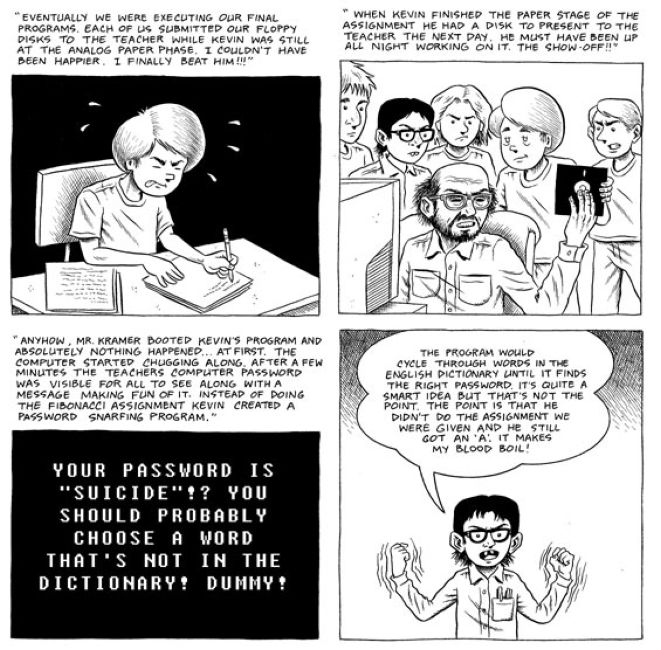 "EVENTUALLY WE WERE EXECUTING OUR FINAL
PROGRAMS. EACH OF US SUBMITTED OUR FLOPPY
DISKS TO THE TEACHER WHILE KEVIN WAS STILL
AT THE ANALOG PAPER PHASE. I COULDN'T HAVE
BEEN HAPPIER. I FINALLY BEAT HIM!!!"
"WHEN KEVIN FINISHED THE PAPER STAGE OF THE
ASSIGNMENT HE HAD A DISK TO PRESENT TO THE
TEACHER THE NEXT DAY. HE MUST HAVE BEEN UP
ALL NIGHT WORKING ON IT. THE SHOW-OFF!!"
"ANYHOW, MR. KRAMER BOOTED KEVIN'S PROGRAM AND
ABSOLUTELY NOTHING HAPPENED... AT FIRST. THE
COMPUTER STARTED CHUGGING ALONG. AFTER A FEW
MINUTES THE TEACHERS COMPUTER PASSWORD
WAS VISIBLE FOR ALL TO SEE ALONG WITH A
MESSAGE MAKING FUN OF IT. INSTEAD OF DOING
THE FIBONACCI ASSIGNMENT KEVIN CREATED A
PASSWORD SNARFING PROGRAM."
YOUR PASSWORD IS
"SUICIDE"!? YOU
SHOULD PROBABLY
CHOOSE A WORD
THAT'S NOT IN THE
DICTIONARY! DUMMY!
THE PROGRAM WOULD
CYCLE THROUGH WORDS IN THE
ENGLISH DICTIONARY UNTIL IT FINDS
THE RIGHT PASSWORD. IT'S QUITE A
SMART IDEA BUT THAT'S NOT THE
POINT. THE POINT IS THAT HE
DIDN'T DO THE ASSIGNMENT WE
WERE GIVEN AND HE STILL
GOT AN 'A'. IT MAKES
MY BLOOD BOIL!